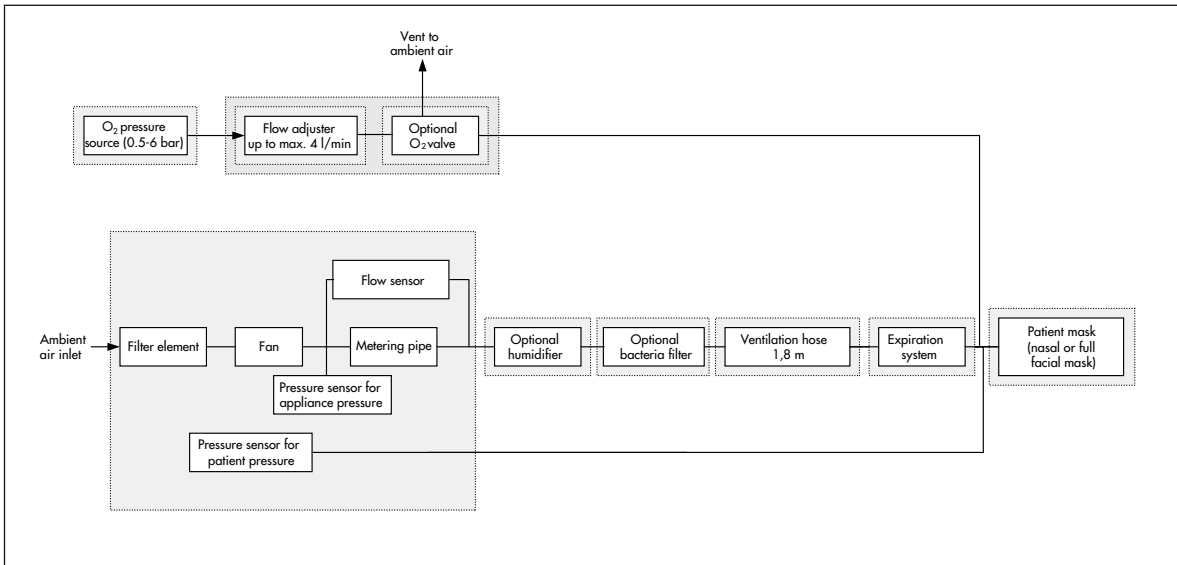 Vent to
ambient air
O2 pressure
source (0.5-6 bar)
Flow adjuster
up to max. 4 l/min
Optional
O2 valve
Flow sensor
Ambient
air inlet
Filter element
Fan
Metering pipe
Optional
humidifier
Optional
bacteria filter
Ventilation hose
1,8 m
Expiration
system
Patient mask
(nasal or full
facial mask)
Pressure sensor for
appliance pressure
Pressure sensor for
patient pressure